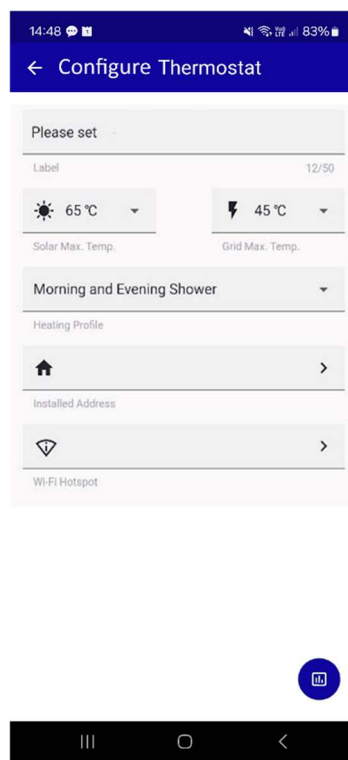 14:48 83%
Configure Thermostat
Please set
Label 12/50
65 °C 45 °C
Solar Max. Temp. Grid Max. Temp.
Morning and Evening Shower
Heating Profile
Installed Address
Wi-Fi Hotspot